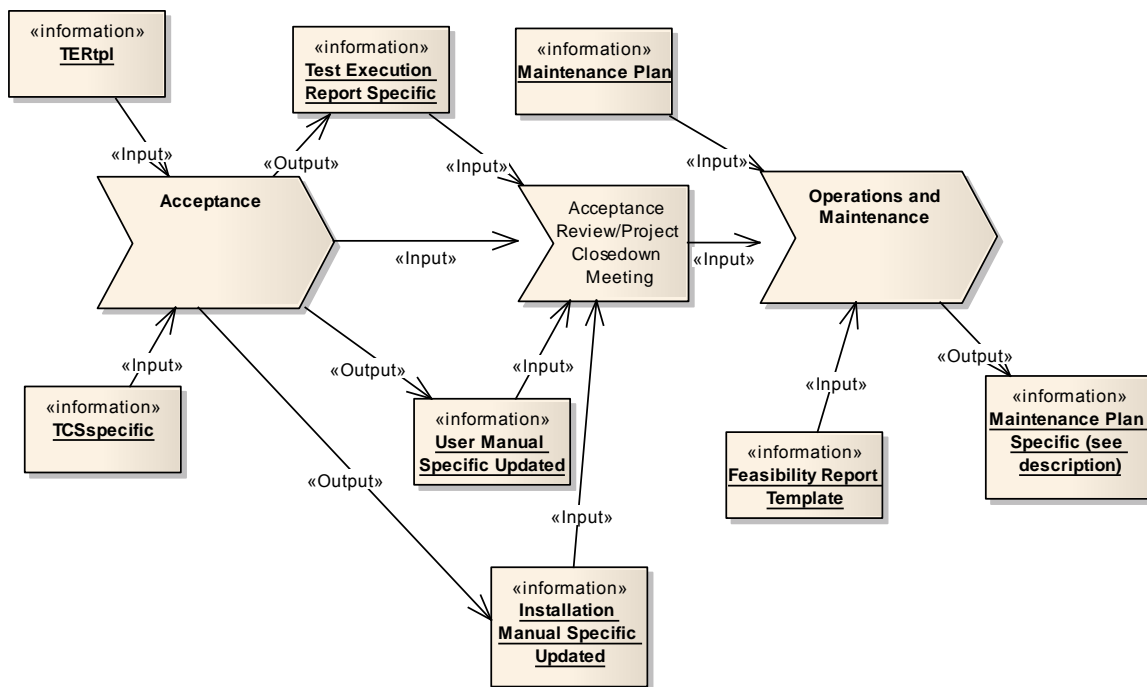 «information»
TERtpl
«information»
Test Execution
Report Specific
«information»
Maintenance Plan
«Input»
«Output»
«Input»
«Input»
Acceptance
Acceptance
Review/Project
Closedown
Meeting
Operations and
Maintenance
«Input»
«Input»
«Input»
«Output»
«Input»
«Input»
«Output»
«information»
TCSspecific
«information»
User Manual
Specific Updated
«information»
Feasibility Report
Template
«information»
Maintenance Plan
Specific (see
description)
«Output»
«Input»
«information»
Installation
Manual Specific
Updated